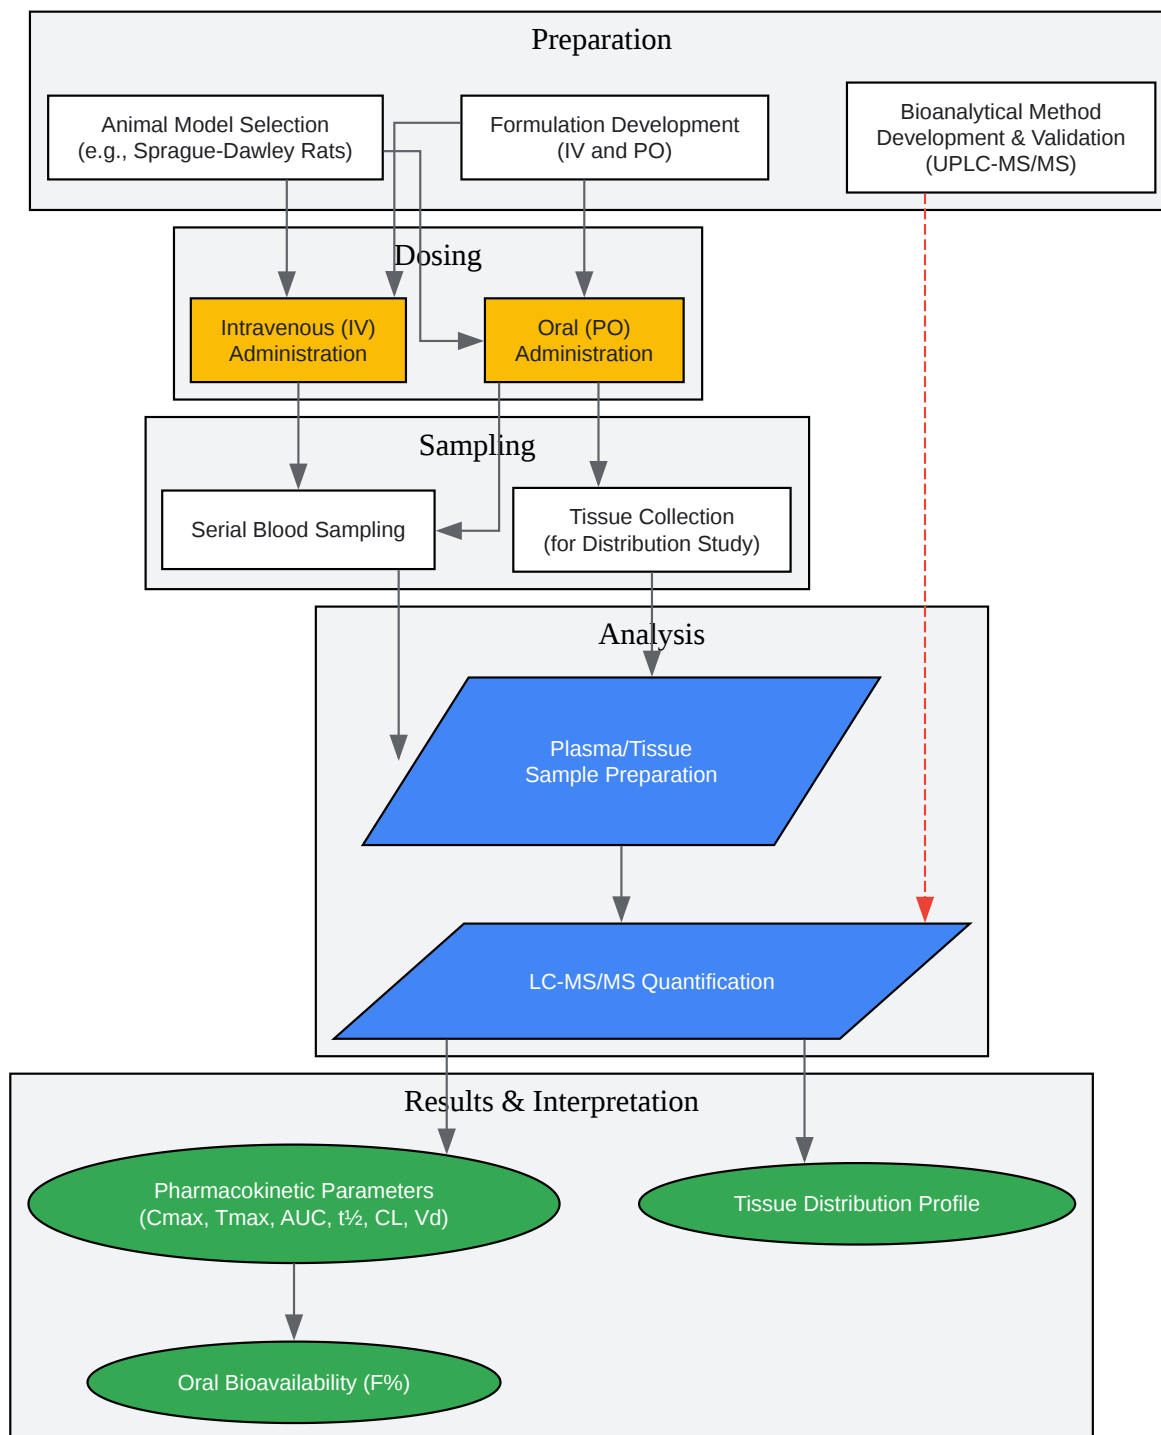 Preparation
Animal Model Selection
(e.g., Sprague-Dawley Rats)
Formulation Development
(IV and PO)
Bioanalytical Method
Development & Validation
(UPLC-MS/MS)
Dosing
Intravenous (IV)
Administration
Oral (PO)
Administration
Sampling
Serial Blood Sampling
Tissue Collection
(for Distribution Study)
Analysis
Plasma/Tissue
Sample Preparation
LC-MS/MS Quantification
Results & Interpretation
Pharmacokinetic Parameters
(Cmax, Tmax, AUC, t½, CL, Vd)
Tissue Distribution Profile
Oral Bioavailability (F%)